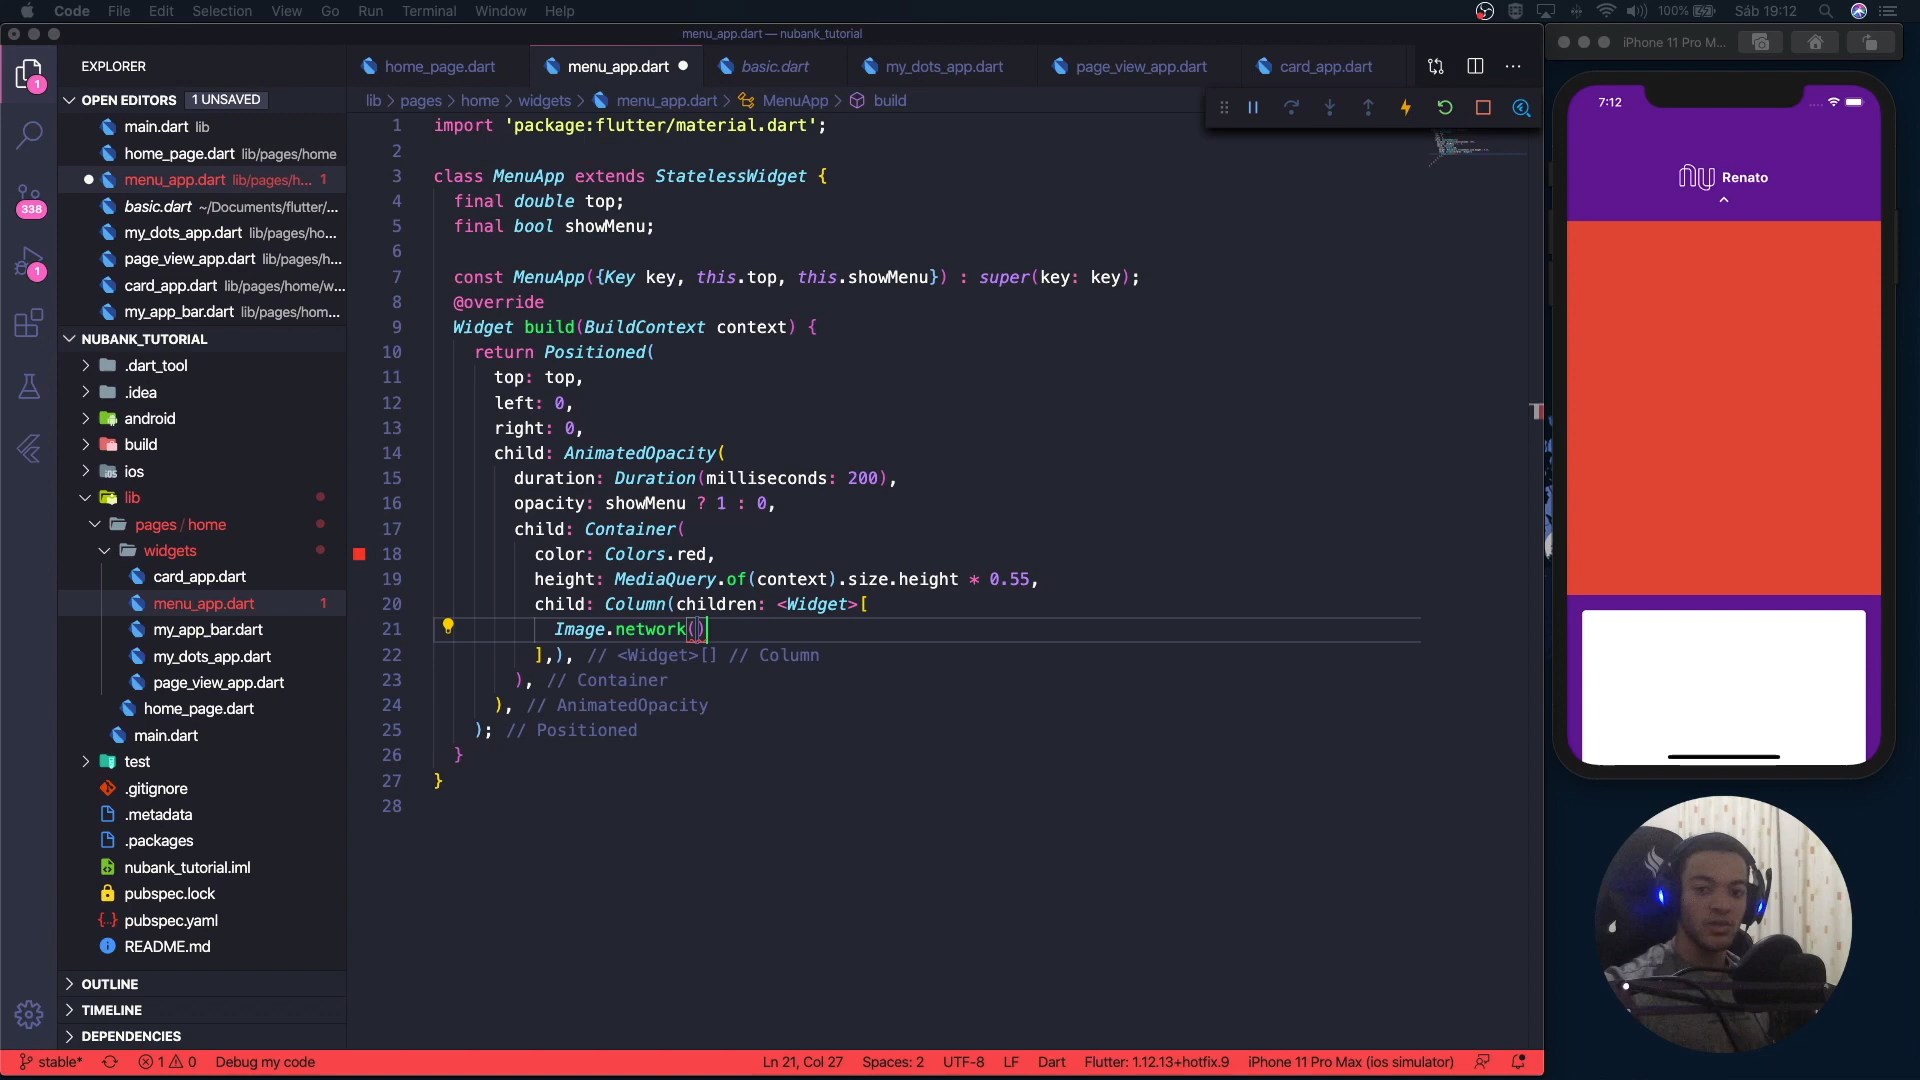 Code File Edit Selection View Go Run Terminal Window Help 100% Sáb 19:12
menu_app.dart — nubank_tutorial
iPhone 11 Pro M...
EXPLORER
home_page.dart menu_app.dart basic.dart my_dots_app.dart page_view_app.dart card_app.dart
lib > pages > home > widgets > menu_app.dart > MenuApp > build
OPEN EDITORS 1 UNSAVED
main.dart lib
home_page.dart lib/pages/home
menu_app.dart lib/pages/h... 1
basic.dart ~/Documents/flutter/...
my_dots_app.dart lib/pages/ho...
page_view_app.dart lib/pages/h...
card_app.dart lib/pages/home/w...
my_app_bar.dart lib/pages/hom...
NUBANK_TUTORIAL
.dart_tool
.idea
android
build
ios
lib
pages / home
widgets
card_app.dart
menu_app.dart 1
my_app_bar.dart
my_dots_app.dart
page_view_app.dart
home_page.dart
main.dart
test
.gitignore
.metadata
.packages
nubank_tutorial.iml
pubspec.lock
pubspec.yaml
README.md
OUTLINE
TIMELINE
DEPENDENCIES
1
338
1
1 import 'package:flutter/material.dart';
2
3 class MenuApp extends StatelessWidget {
4 final double top;
5 final bool showMenu;
6
7 const MenuApp({Key key, this.top, this.showMenu}) : super(key: key);
8 @override
9 Widget build(BuildContext context) {
10 return Positioned(
11 top: top,
12 left: 0,
13 right: 0,
14 child: AnimatedOpacity(
15 duration: Duration(milliseconds: 200),
16 opacity: showMenu ? 1 : 0,
17 child: Container(
18 color: Colors.red,
19 height: MediaQuery.of(context).size.height * 0.55,
20 child: Column(children: <Widget>[
21 Image.network()
22 ],), // <Widget>[] // Column
23 ), // Container
24 ), // AnimatedOpacity
25 ); // Positioned
26 }
27 }
28
7:12
nu Renato
stable* 1 0 Debug my code Ln 21, Col 27 Spaces: 2 UTF-8 LF Dart Flutter: 1.12.13+hotfix.9 iPhone 11 Pro Max (ios simulator)